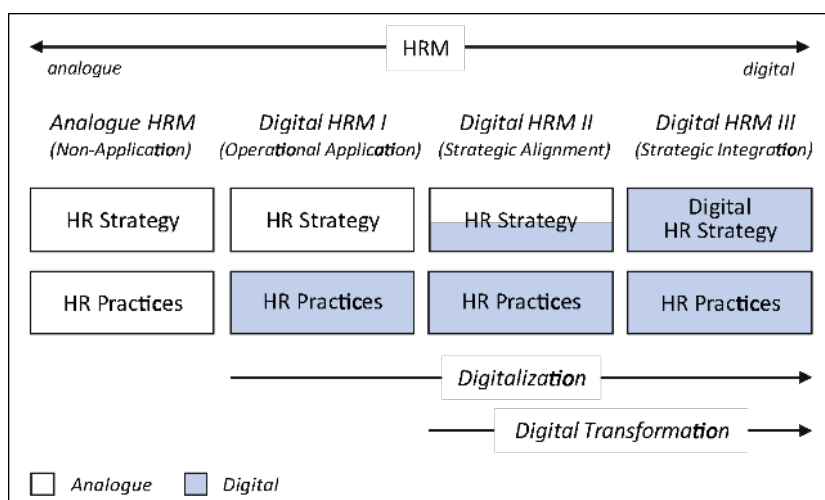 HRM
analogue
digital
Analogue HRM
(Non-Application)
Digital HRM I
(Operational Application)
Digital HRM II
(Strategic Alignment)
Digital HRM III
(Strategic Integration)
HR Strategy
HR Strategy
HR Strategy
Digital
HR Strategy
HR Practices
HR Practices
HR Practices
HR Practices
Digitalization
Digital Transformation
Analogue
Digital